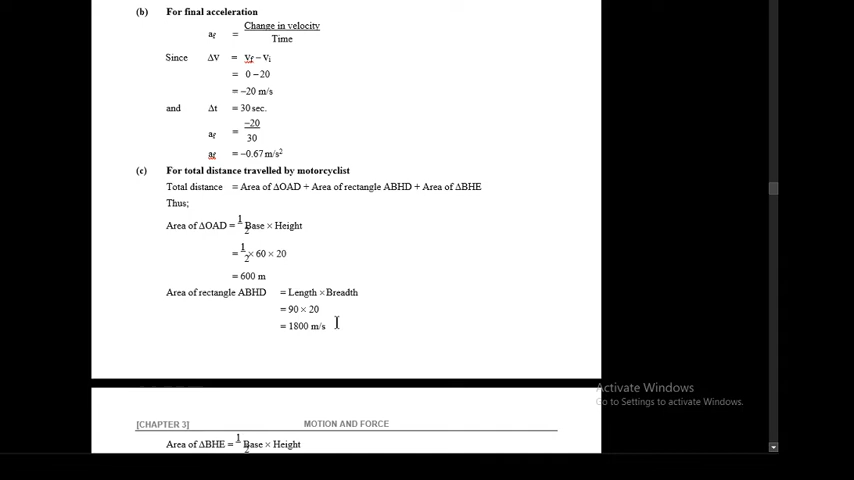 (b) For final acceleration
af = Change in velocity
Time
Since Δv = vf – vi
= 0 – 20
= –20 m/s
and Δt = 30 sec.
af = –20
30
af = –0.67 m/s2
(c) For total distance travelled by motorcyclist
Total distance = Area of ΔOAD + Area of rectangle ABHD + Area of ΔBHE
Thus;
Area of ΔOAD = 1/2 Base × Height
= 1/2 × 60 × 20
= 600 m
Area of rectangle ABHD = Length × Breadth
= 90 × 20
= 1800 m/s
Activate Windows
Go to Settings to activate Windows.
[CHAPTER 3] MOTION AND FORCE
Area of ΔBHE = 1/2 Base × Height